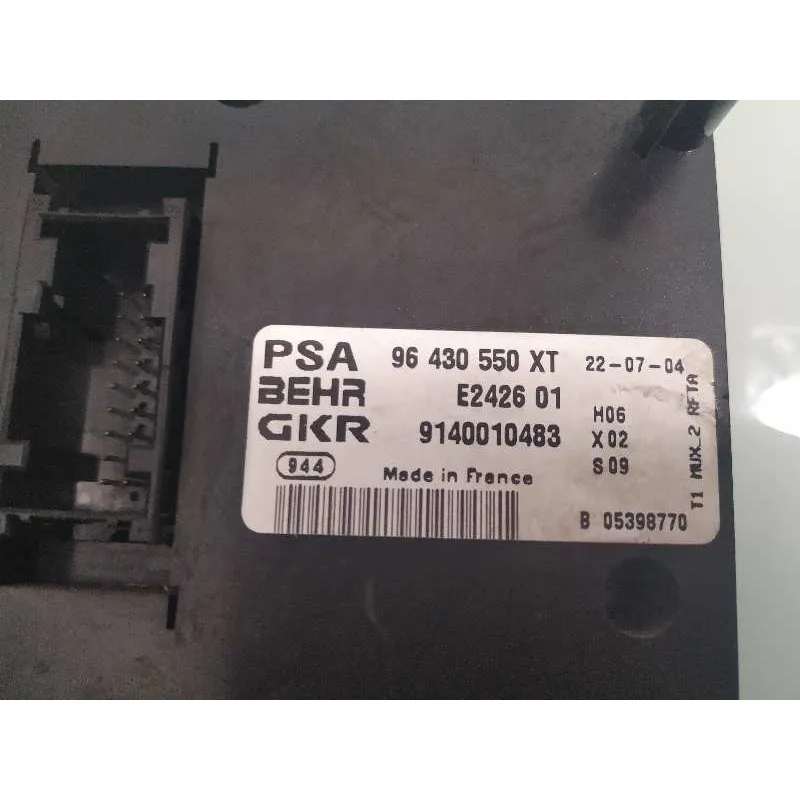 PSA 96 430 550 XT 22-07-04
BEHR E2426 01 H06
GKR 9140010483 X02
944 Made in France S09
B 05398770
T1 MUX_2 RFTA